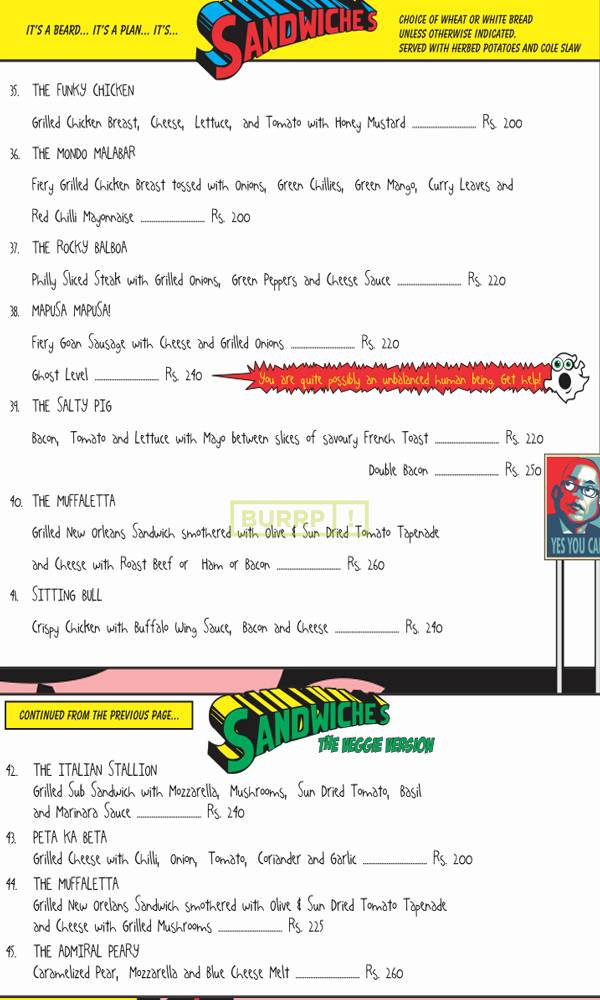 IT'S A BEARD... IT'S A PLAN... IT'S...
SANDWICHES
CHOICE OF WHEAT OR WHITE BREAD
UNLESS OTHERWISE INDICATED.
SERVED WITH HERBED POTATOES AND COLE SLAW
35. THE FUNKY CHICKEN
Grilled Chicken Breast, Cheese, Lettuce, and Tomato with Honey Mustard ........................ Rs. 200
36. THE MONDO MALABAR
Fiery Grilled Chicken Breast tossed with Onions, Green Chillies, Green Mango, Curry Leaves and
Red Chilli Mayonnaise ........................ Rs. 200
37. THE ROCKY BALBOA
Philly Sliced Steak with Grilled Onions, Green Peppers and Cheese Sauce ........................ Rs. 220
38. MAPUSA MAPUSA!
Fiery Goan Sausage with Cheese and Grilled Onions ........................ Rs. 220
Ghost Level ........................ Rs. 240 You are quite possibly an unbalanced human being. Get help!
39. THE SALTY PIG
Bacon, Tomato and Lettuce with Mayo between slices of savoury French Toast ........................ Rs. 220
Double Bacon ........................ Rs. 250
40. THE MUFFALETTA
BURRP!
Grilled New Orleans Sandwich smothered with Olive & Sun Dried Tomato Tapenade
and Cheese with Roast Beef or Ham or Bacon ........................ Rs. 260
YES YOU CA
41. SITTING BULL
Crispy Chicken with Buffalo Wing Sauce, Bacon and Cheese ........................ Rs. 240
CONTINUED FROM THE PREVIOUS PAGE...
SANDWICHES
THE VEGGIE VERSION
42. THE ITALIAN STALLION
Grilled Sub Sandwich with Mozzarella, Mushrooms, Sun Dried Tomato, Basil
and Marinara Sauce ........................ Rs. 240
43. PETA KA BETA
Grilled Cheese with Chilli, Onion, Tomato, Coriander and Garlic ........................ Rs. 200
44. THE MUFFALETTA
Grilled New Orelans Sandwich smothered with Olive & Sun Dried Tomato Tapenade
and Cheese with Grilled Mushrooms ........................ Rs. 225
45. THE ADMIRAL PEARY
Caramelized Pear, Mozzarella and Blue Cheese Melt ........................ Rs. 260